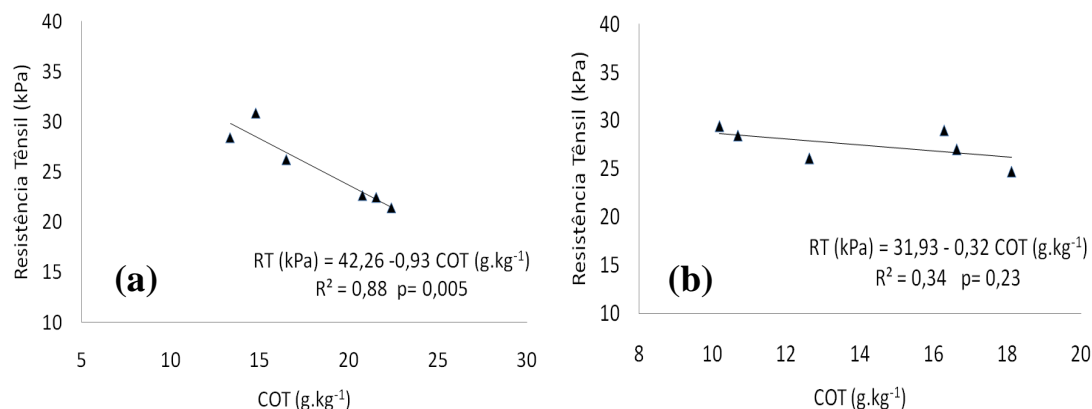 Resistência Tênsil (kPa)
40
35
30
25
20
15
10
(a)
RT (kPa) = 42,26 -0,93 COT (g.kg⁻¹)
R² = 0,88 p= 0,005
5
10
15
20
25
30
COT (g.kg⁻¹)
Resistência Tênsil (kPa)
40
35
30
25
20
15
10
(b)
RT (kPa) = 31,93 - 0,32 COT (g.kg⁻¹)
R² = 0,34 p= 0,23
8
10
12
14
16
18
20
COT (g.kg⁻¹)